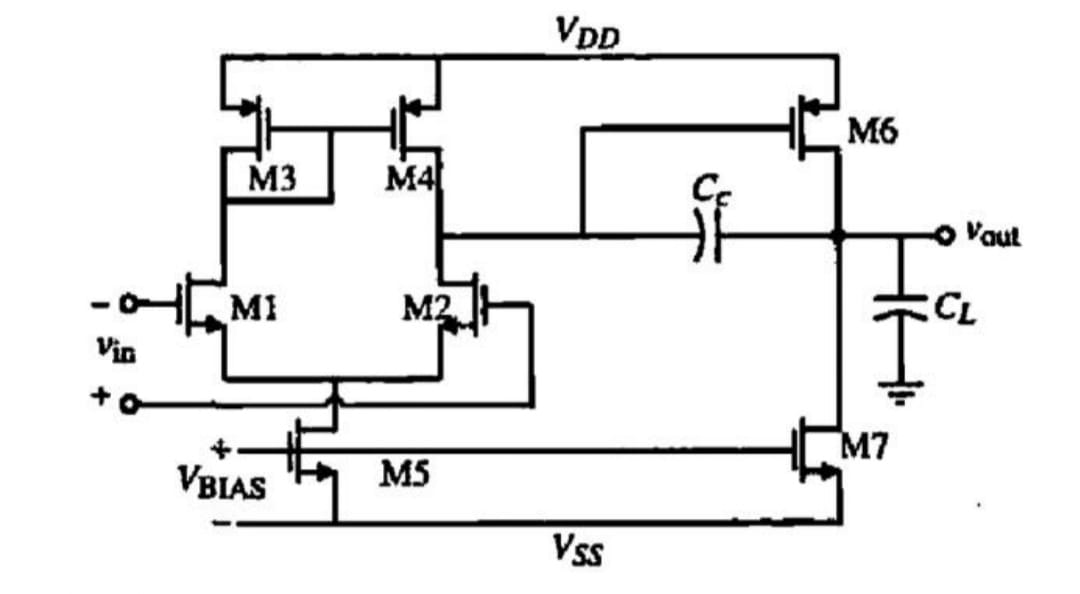 VDD
M6
M3
M4
Cc
vout
−
M1
M2
CL
vin
+
+
M7
VBIAS
M5
−
VSS